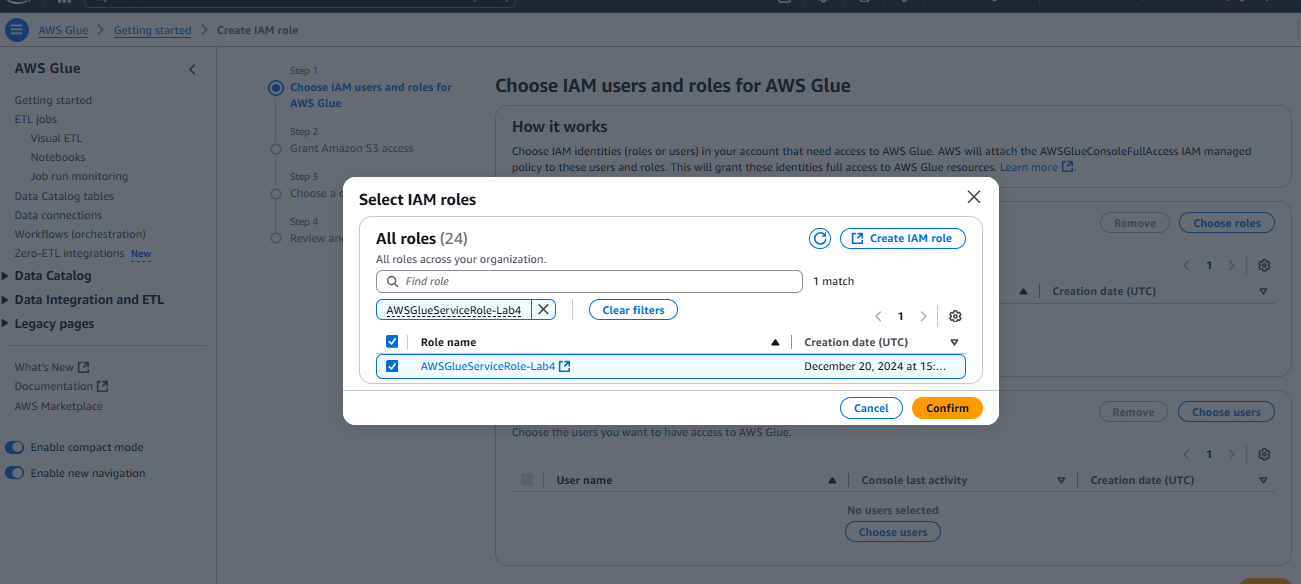 AWS Glue > Getting started > Create IAM role
AWS Glue
Getting started
ETL jobs
Visual ETL
Notebooks
Job run monitoring
Data Catalog tables
Data connections
Workflows (orchestration)
Zero-ETL integrations New
Data Catalog
Data Integration and ETL
Legacy pages
What's New
Documentation
AWS Marketplace
Enable compact mode
Enable new navigation
Step 1
Choose IAM users and roles for
AWS Glue
Step 2
Grant Amazon S3 access
Step 3
Choose a
Step 4
Review an
Choose IAM users and roles for AWS Glue
How it works
Choose IAM identities (roles or users) in your account that need access to AWS Glue. AWS will attach the AWSGlueConsoleFullAccess IAM managed
policy to these users and roles. This will grant these identities full access to AWS Glue resources. Learn more
Remove Choose roles
1
Creation date (UTC)
Select IAM roles
All roles (24)
Create IAM role
All roles across your organization.
Find role
1 match
AWSGlueServiceRole-Lab4
Clear filters
1
Role name Creation date (UTC)
AWSGlueServiceRole-Lab4 December 20, 2024 at 15:...
Cancel Confirm
Remove Choose users
Choose the users you want to have access to AWS Glue.
1
User name Console last activity Creation date (UTC)
No users selected
Choose users